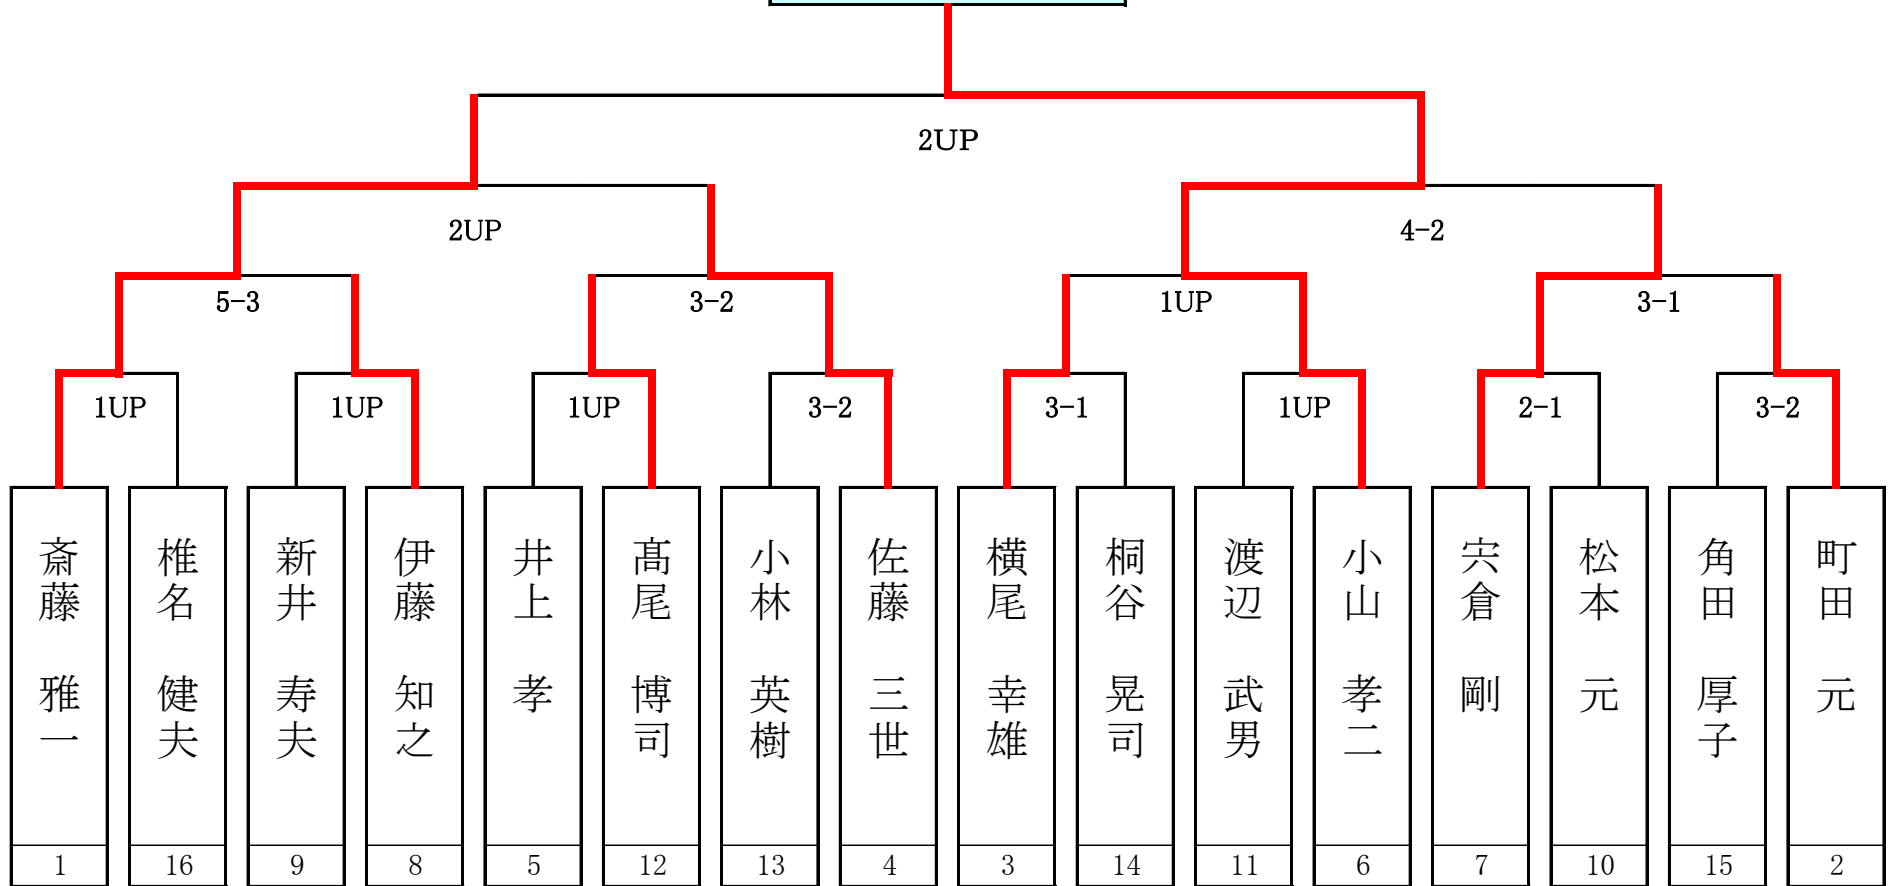 2UP
2UP
4-2
5-3
3-2
1UP
3-1
1UP
1UP
1UP
3-2
3-1
1UP
2-1
3-2
斎藤 雅一
椎名 健夫
新井 寿夫
伊藤 知之
井上 孝
髙尾 博司
小林 英樹
佐藤 三世
横尾 幸雄
桐谷 晃司
渡辺 武男
小山 孝二
宍倉 剛
松本 元
角田 厚子
町田 元
1
16
9
8
5
12
13
4
3
14
11
6
7
10
15
2